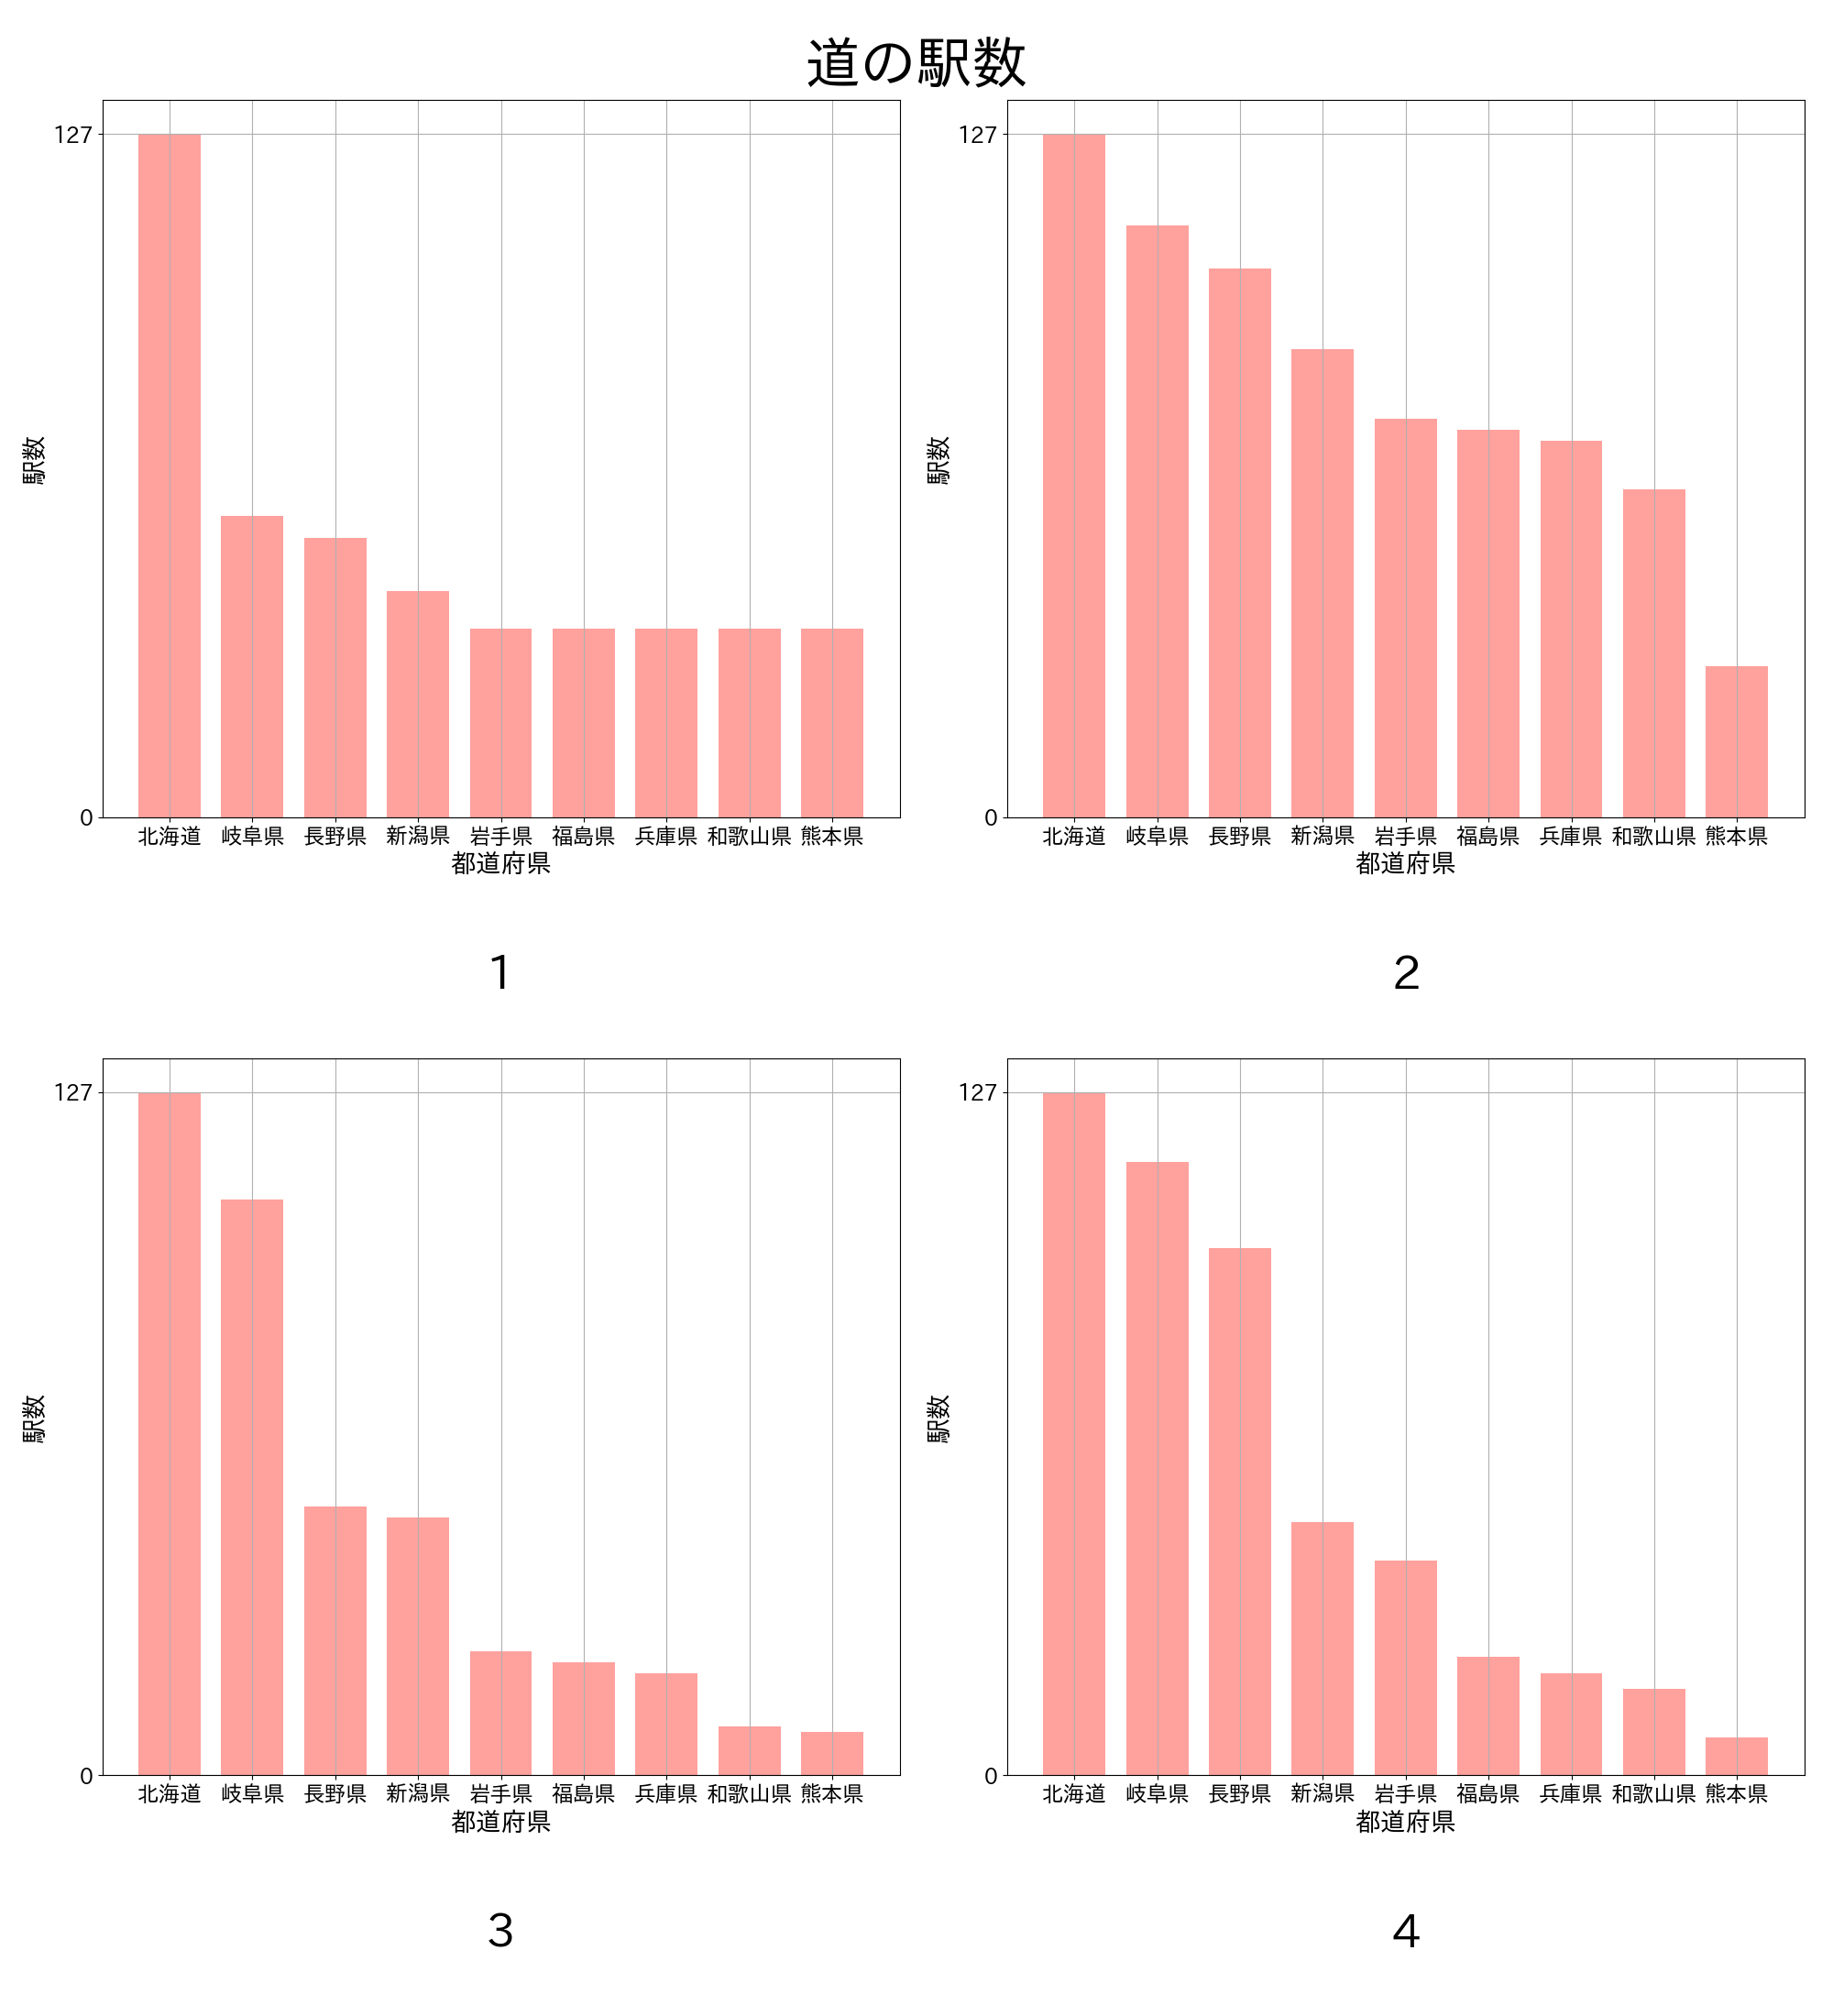 道の駅数
127
0
駅数
北海道 岐阜県 長野県 新潟県 岩手県 福島県 兵庫県 和歌山県 熊本県
都道府県
1
127
0
駅数
北海道 岐阜県 長野県 新潟県 岩手県 福島県 兵庫県 和歌山県 熊本県
都道府県
2
127
0
駅数
北海道 岐阜県 長野県 新潟県 岩手県 福島県 兵庫県 和歌山県 熊本県
都道府県
3
127
0
駅数
北海道 岐阜県 長野県 新潟県 岩手県 福島県 兵庫県 和歌山県 熊本県
都道府県
4